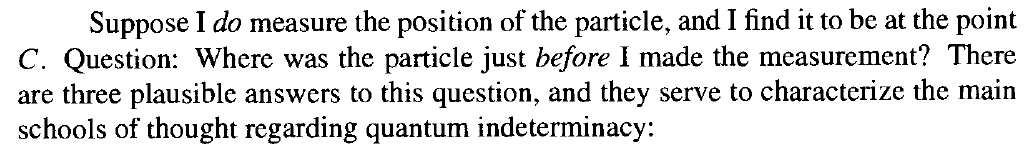 Suppose I do measure the position of the particle, and I find it to be at the point
C. Question: Where was the particle just before I made the measurement? There
are three plausible answers to this question, and they serve to characterize the main
schools of thought regarding quantum indeterminacy: